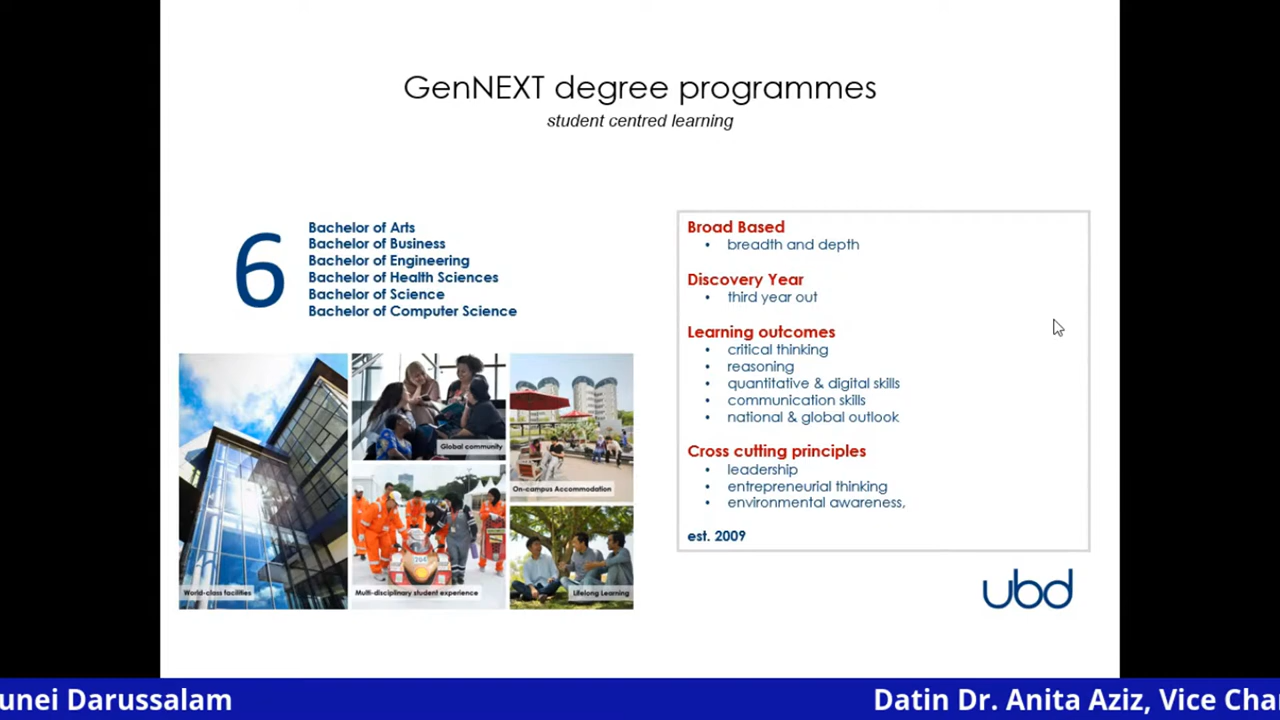 GenNEXT degree programmes
student centred learning
6
Bachelor of Arts
Bachelor of Business
Bachelor of Engineering
Bachelor of Health Sciences
Bachelor of Science
Bachelor of Computer Science
Broad Based
• breadth and depth
Discovery Year
• third year out
Learning outcomes
• critical thinking
• reasoning
• quantitative & digital skills
• communication skills
• national & global outlook
Cross cutting principles
• leadership
• entrepreneurial thinking
• environmental awareness,
est. 2009
World-class facilities
Global community
On-campus Accommodation
Multi-disciplinary student experience
Lifelong Learning
ubd
unei Darussalam
Datin Dr. Anita Aziz, Vice Cha